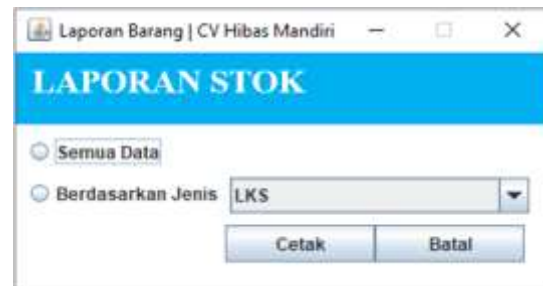 Laporan Barang | CV Hibas Mandiri
LAPORAN STOK
Semua Data
Berdasarkan Jenis LKS
Cetak Batal